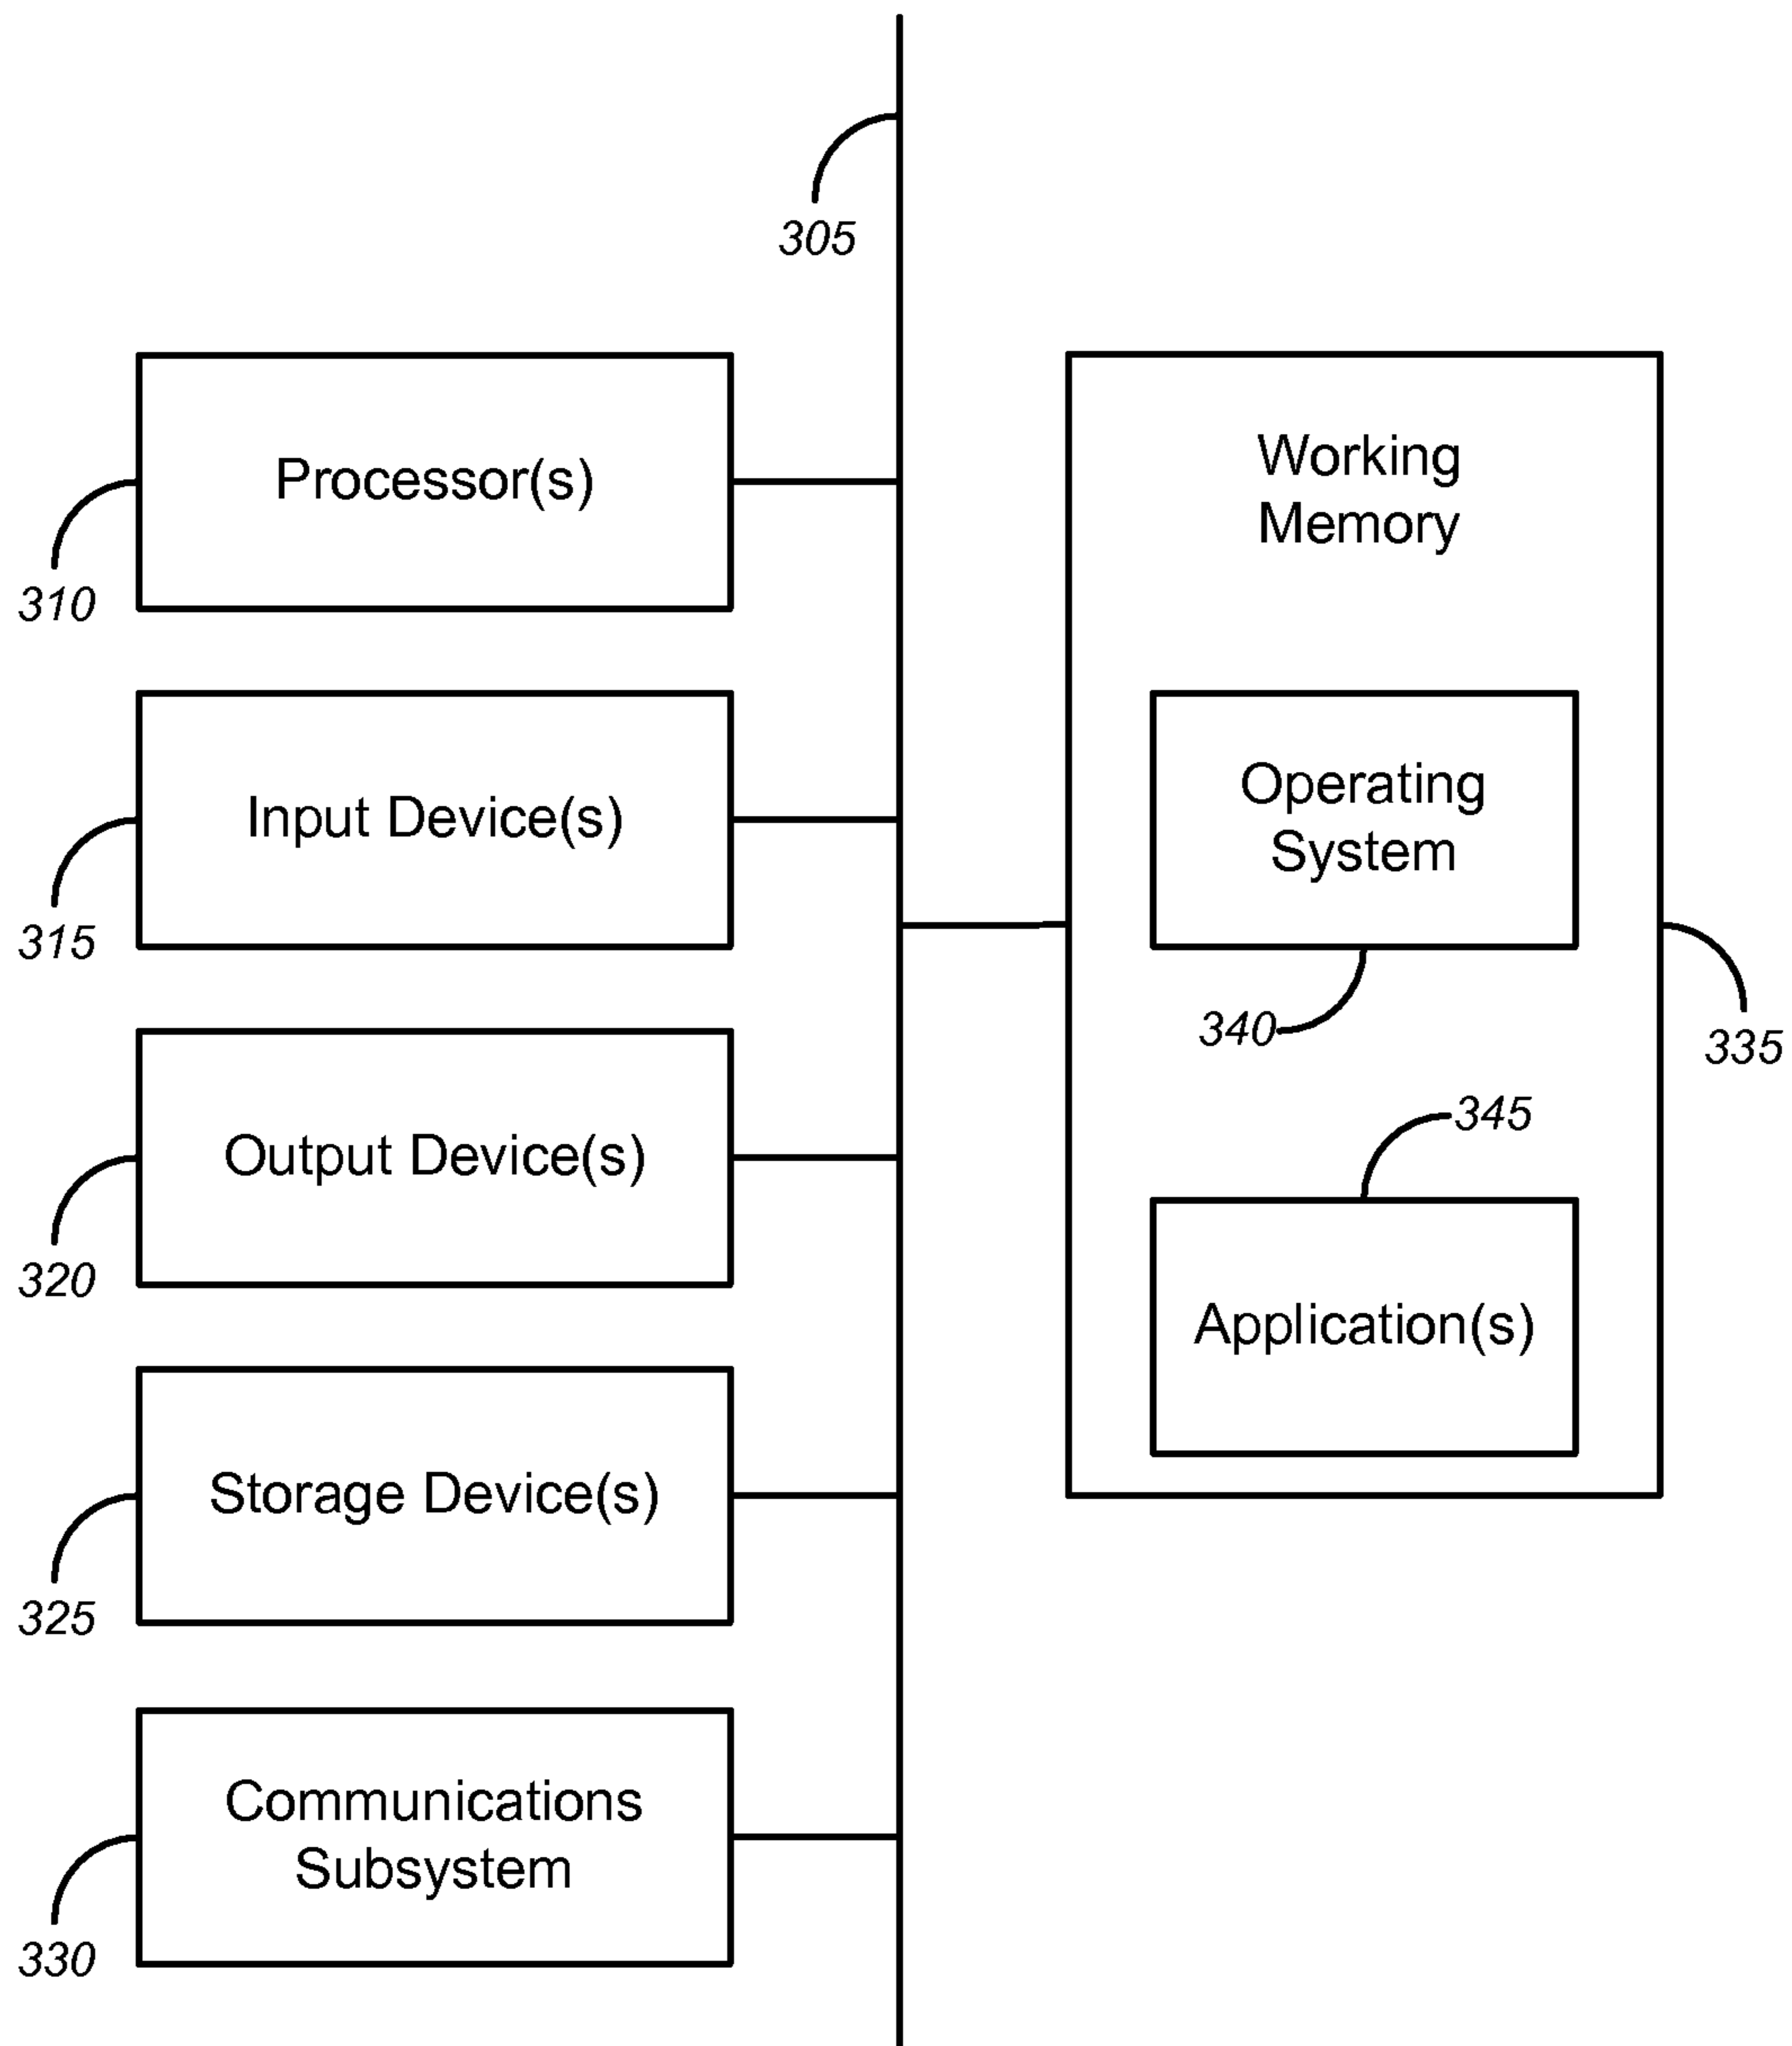 305
Processor(s)
310
Input Device(s)
315
Output Device(s)
320
Storage Device(s)
325
Communications
Subsystem
330
Working
Memory
Operating
System
340
335
345
Application(s)